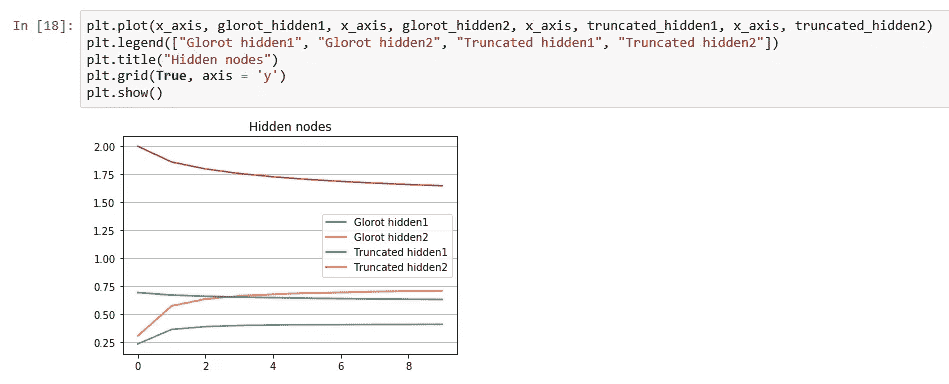 In [18]: plt.plot(x_axis, glorot_hidden1, x_axis, glorot_hidden2, x_axis, truncated_hidden1, x_axis, truncated_hidden2)
plt.legend(["Glorot hidden1", "Glorot hidden2", "Truncated hidden1", "Truncated hidden2"])
plt.title("Hidden nodes")
plt.grid(True, axis = 'y')
plt.show()
Hidden nodes
2.00
1.75
1.50
1.25
1.00
0.75
0.50
0.25
Glorot hidden1
Glorot hidden2
Truncated hidden1
Truncated hidden2
0 2 4 6 8